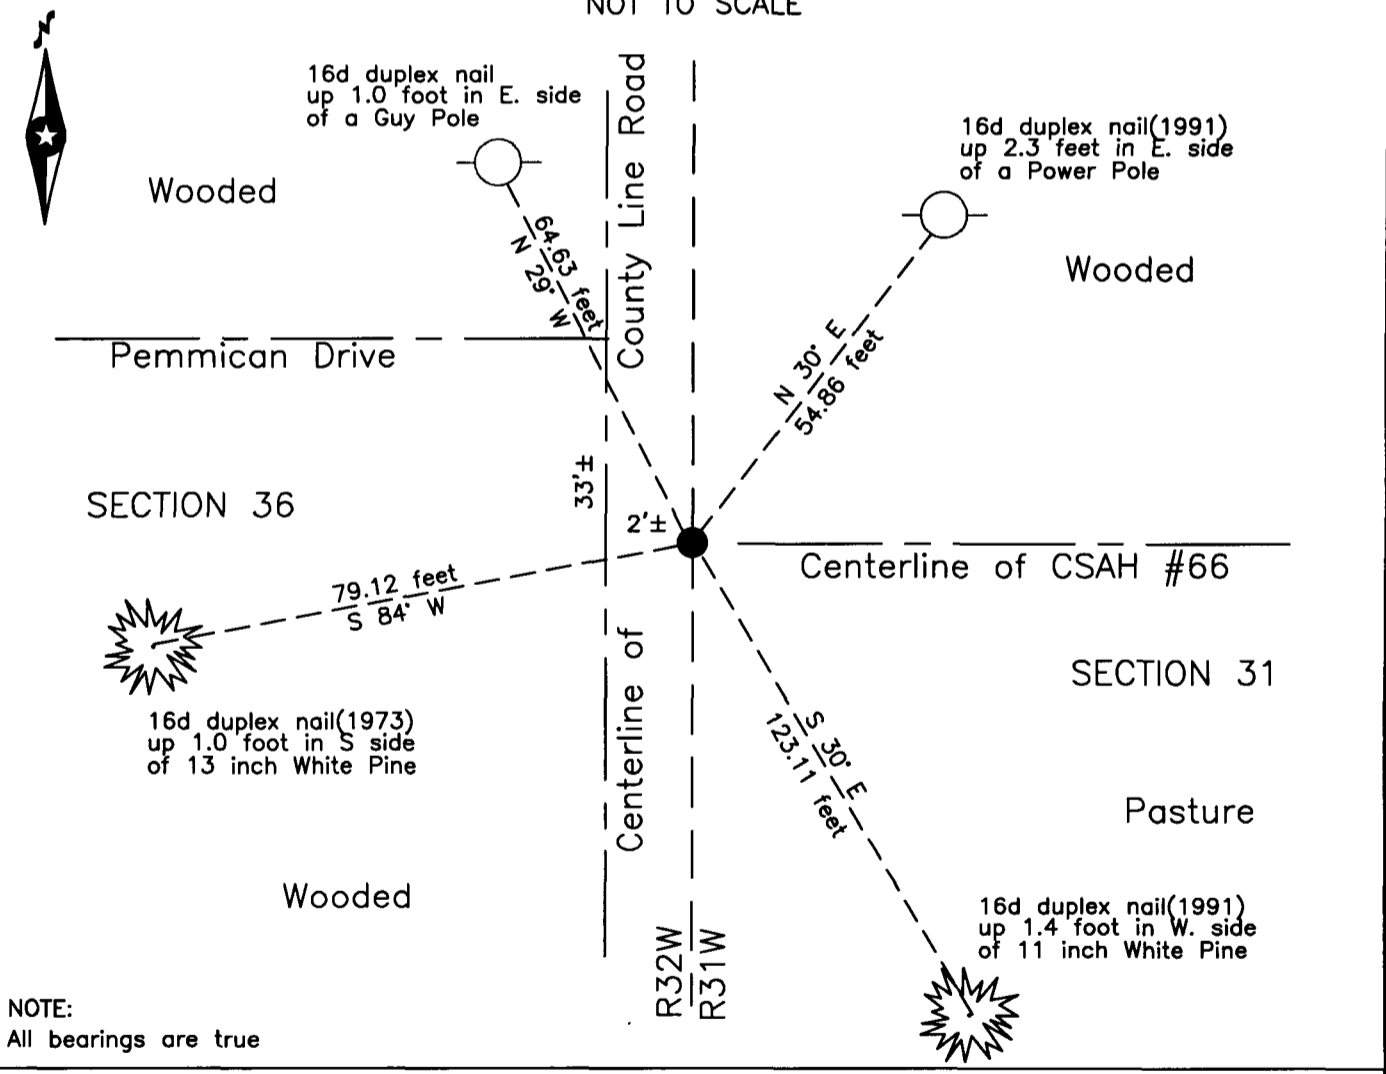 NOT TO SCALE
N
16d duplex nail
up 1.0 foot in E. side
of a Guy Pole
16d duplex nail(1991)
up 2.3 feet in E. side
of a Power Pole
Wooded
Wooded
64.63 feet
N 29° W
County Line Road
N 30° E
54.86 feet
Pemmican Drive
33'±
SECTION 36
2'±
Centerline of CSAH #66
79.12 feet
S 84° W
Centerline of
SECTION 31
16d duplex nail(1973)
up 1.0 foot in S side
of 13 inch White Pine
S 30° E
123.11 feet
Pasture
Wooded
16d duplex nail(1991)
up 1.4 foot in W. side
of 11 inch White Pine
R32W
R31W
NOTE:
All bearings are true